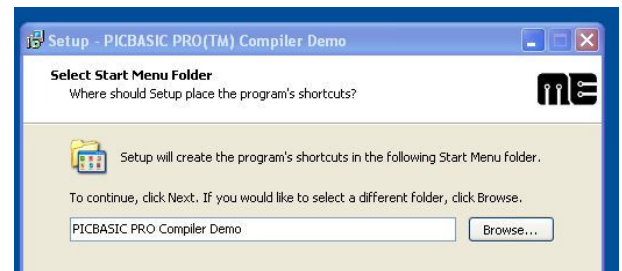 Setup - PICBASIC PRO(TM) Compiler Demo
Select Start Menu Folder
Where should Setup place the program's shortcuts?
ME
Setup will create the program's shortcuts in the following Start Menu folder.
To continue, click Next. If you would like to select a different folder, click Browse.
PICBASIC PRO Compiler Demo
Browse...